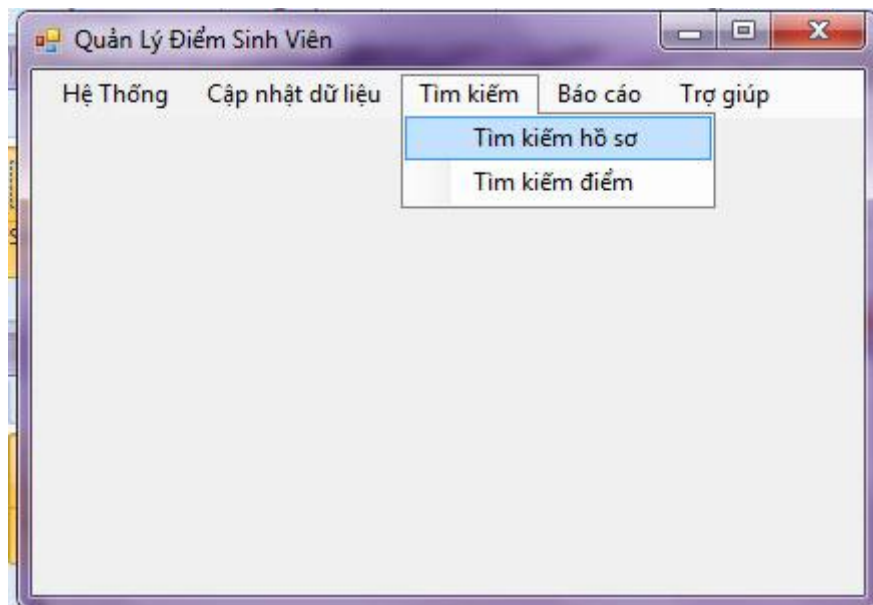 Quản Lý Điểm Sinh Viên
Hệ Thống Cập nhật dữ liệu Tìm kiếm Báo cáo Trợ giúp
Tìm kiếm hồ sơ
Tìm kiếm điểm